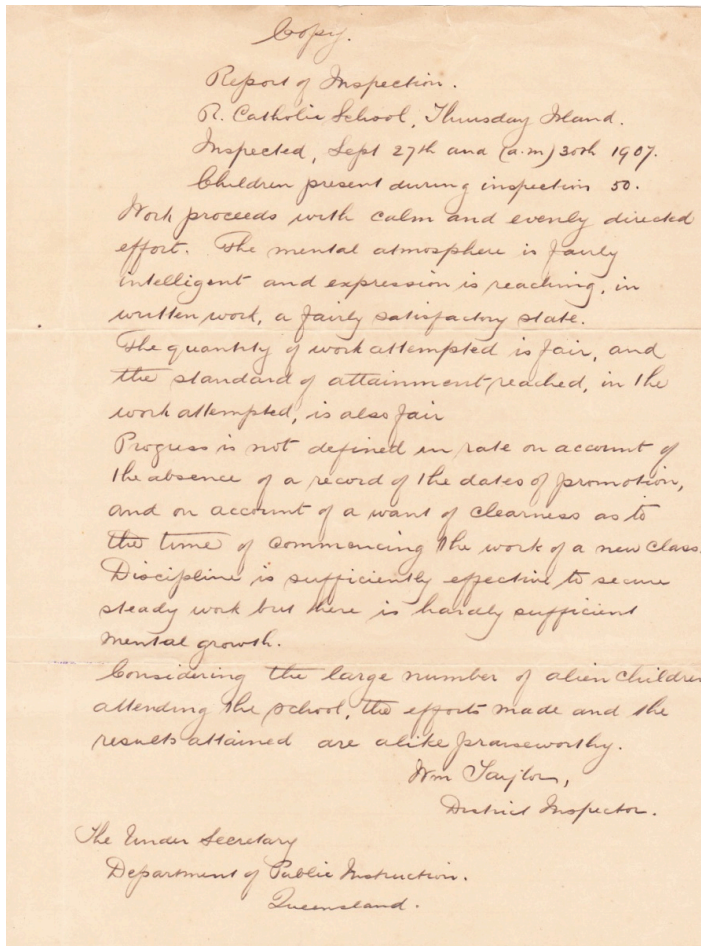 Copy.
Report of Inspection.
R. Catholic School, Thursday Island.
Inspected, Sept 27th and (a.m) 30th 1907.
Children present during inspection 50.
Work proceeds with calm and evenly directed
effort. The mental atmosphere is fairly
intelligent and expression is reaching, in
written work, a fairly satisfactory state.
The quantity of work attempted is fair, and
the standard of attainment reached, in the
work attempted, is also fair
Progress is not defined in rate on account of
the absence of a record of the dates of promotion,
and on account of a want of clearness as to
the time of commencing the work of a new class.
Discipline is sufficiently effective to secure
steady work but there is hardly sufficient
mental growth.
Considering the large number of alien children
attending the school, the efforts made and the
results attained are alike praiseworthy.
Wm Taylor,
District Inspector.
The Under Secretary
Department of Public Instruction.
Queensland.